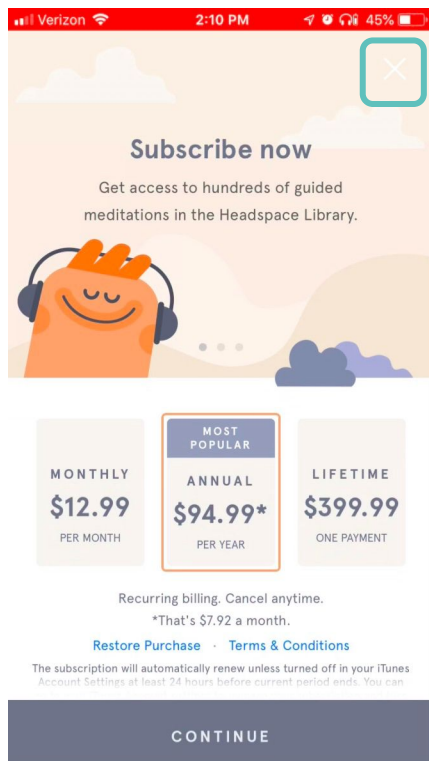 Verizon 2:10 PM 45%
Subscribe now
Get access to hundreds of guided
meditations in the Headspace Library.
MOST
POPULAR
MONTHLY
$12.99
PER MONTH
ANNUAL
$94.99*
PER YEAR
LIFETIME
$399.99
ONE PAYMENT
Recurring billing. Cancel anytime.
*That's $7.92 a month.
Restore Purchase · Terms & Conditions
The subscription will automatically renew unless turned off in your iTunes
Account Settings at least 24 hours before current period ends. You can
CONTINUE